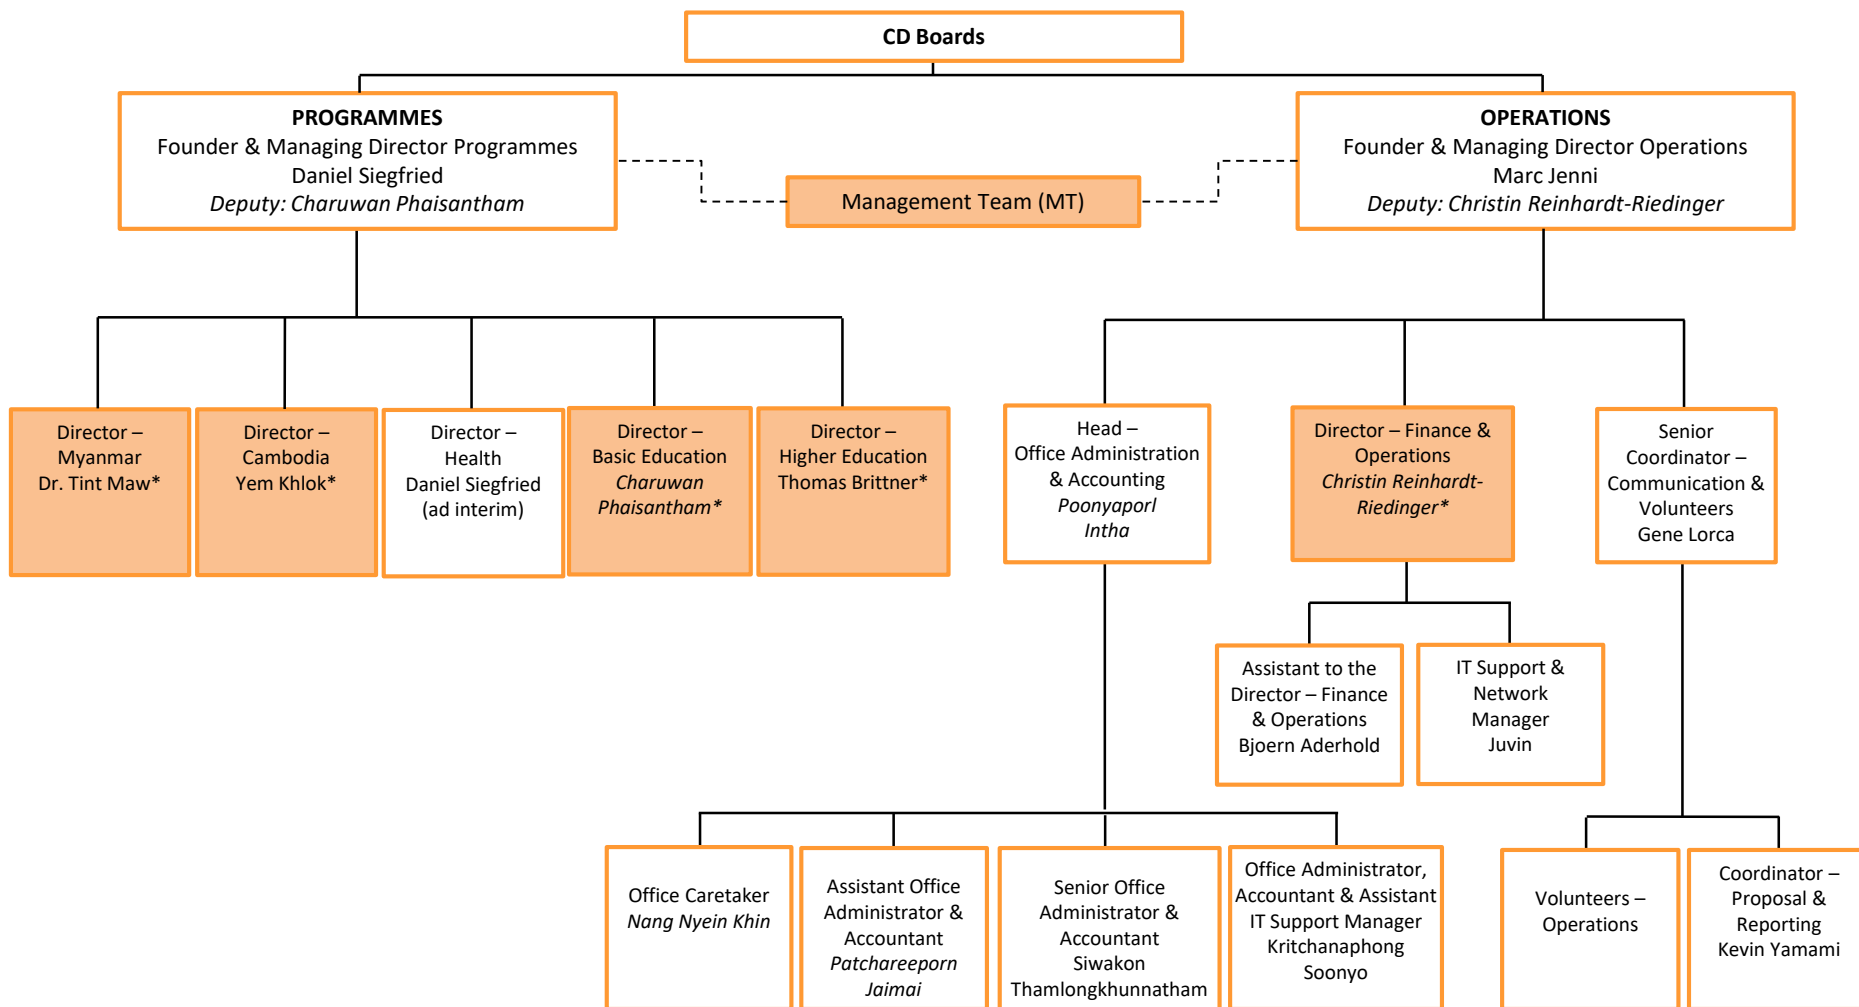 CD Boards
PROGRAMMES
Founder & Managing Director Programmes
Daniel Siegfried
Deputy: Charuwan Phaisantham
OPERATIONS
Founder & Managing Director Operations
Marc Jenni
Deputy: Christin Reinhardt-Riedinger
Management Team (MT)
Director –
Myanmar
Dr. Tint Maw*
Director –
Cambodia
Yem Khlok*
Director –
Health
Daniel Siegfried
(ad interim)
Director –
Basic Education
Charuwan
Phaisantham*
Director –
Higher Education
Thomas Brittner*
Head –
Office Administration
& Accounting
Poonyaporl
Intha
Director – Finance &
Operations
Christin Reinhardt-
Riedinger*
Senior
Coordinator –
Communication &
Volunteers
Gene Lorca
Assistant to the
Director – Finance
& Operations
Bjoern Aderhold
IT Support &
Network
Manager
Juvin
Office Caretaker
Nang Nyein Khin
Assistant Office
Administrator &
Accountant
Patchareeporn
Jaimai
Senior Office
Administrator &
Accountant
Siwakon
Thamlongkhunnatham
Office Administrator,
Accountant & Assistant
IT Support Manager
Kritchanaphong
Soonyo
Volunteers –
Operations
Coordinator –
Proposal &
Reporting
Kevin Yamami